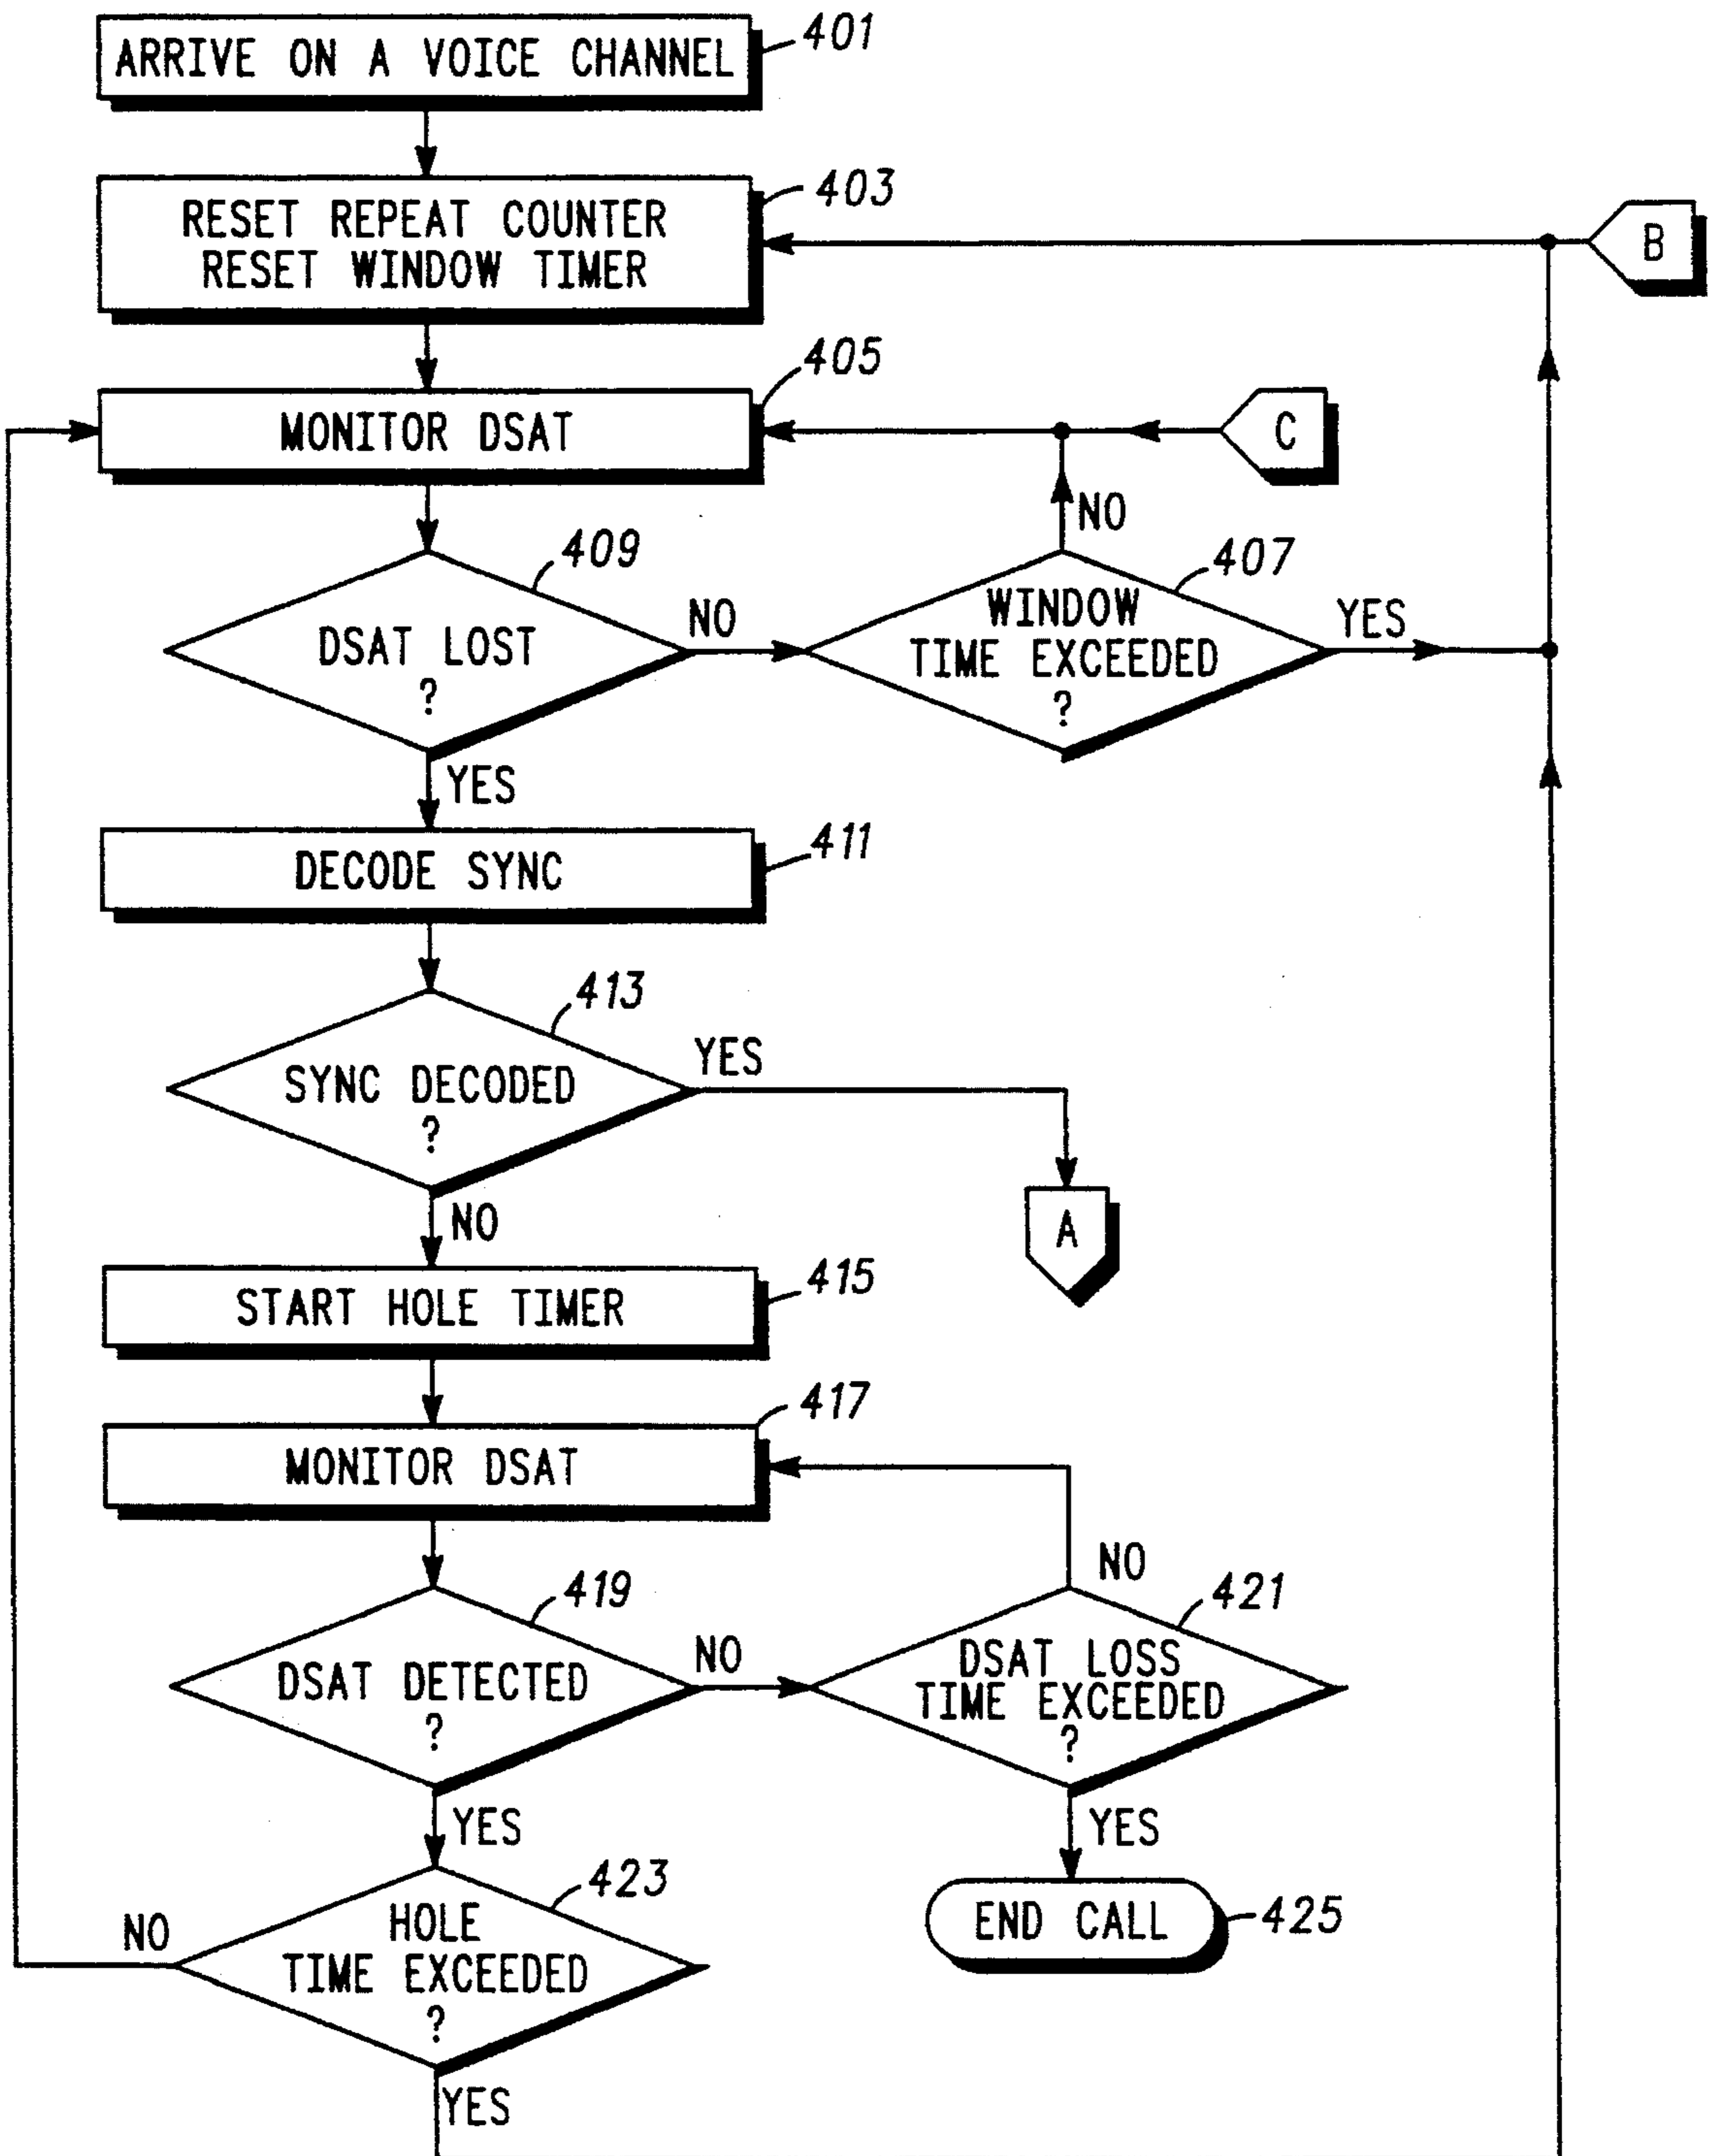 ARRIVE ON A VOICE CHANNEL
401
RESET REPEAT COUNTER
RESET WINDOW TIMER
403
B
MONITOR DSAT
405
C
DSAT LOST
?
409
NO
WINDOW
TIME EXCEEDED
?
407
NO
YES
YES
DECODE SYNC
411
SYNC DECODED
?
413
YES
A
NO
START HOLE TIMER
415
MONITOR DSAT
417
DSAT DETECTED
?
419
NO
DSAT LOSS
TIME EXCEEDED
?
421
NO
YES
END CALL
425
YES
HOLE
TIME EXCEEDED
?
423
NO
YES